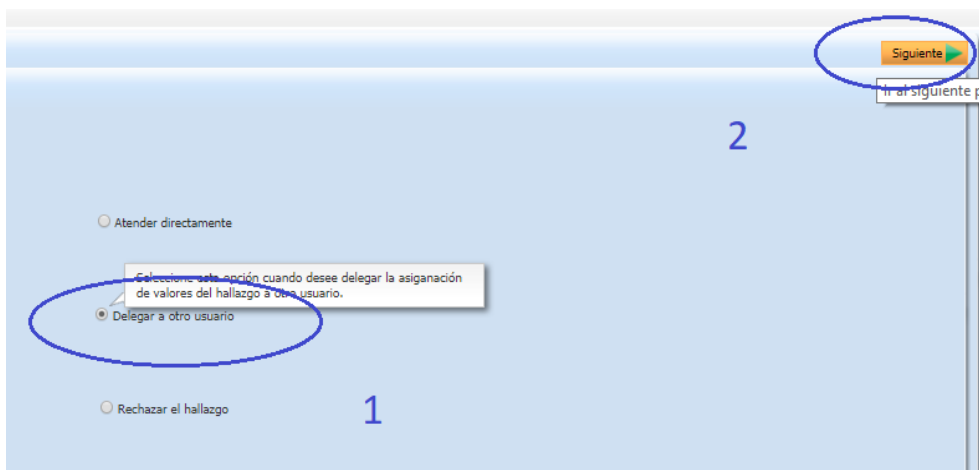 Siguiente
Ir al siguiente p
2
Atender directamente
Seleccione esta opción cuando desee delegar la asiganación
de valores del hallazgo a otro usuario.
Delegar a otro usuario
Rechazar el hallazgo
1